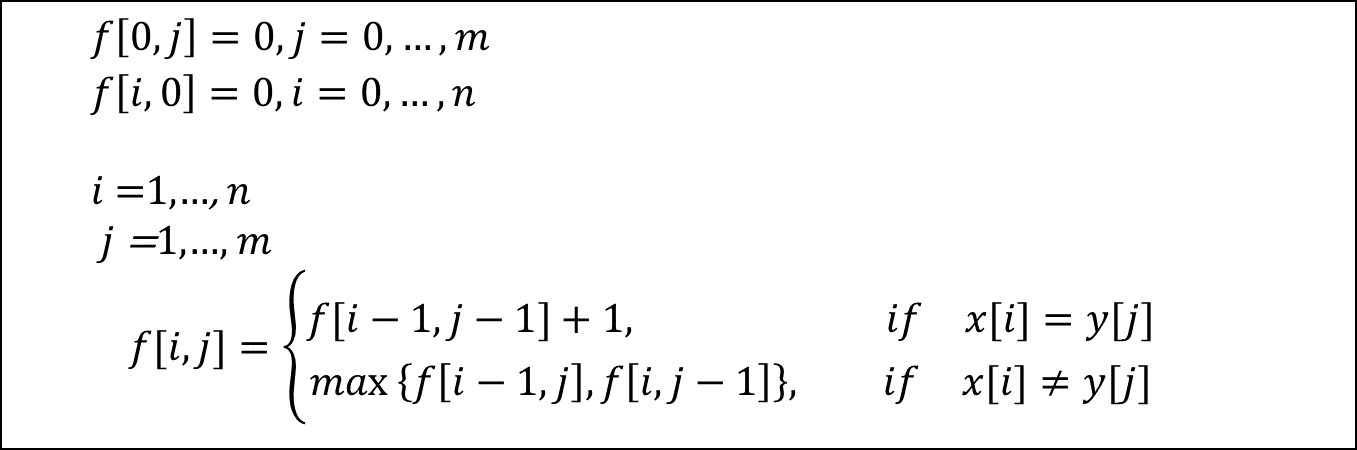 f[0,j] = 0, j = 0, …, m
f[i,0] = 0, i = 0, …, n
i =1,…, n
j =1,…, m
f[i,j] = {
f[i − 1, j − 1] + 1, if x[i] = y[j]
max {f[i − 1, j], f[i, j − 1]}, if x[i] ≠ y[j]